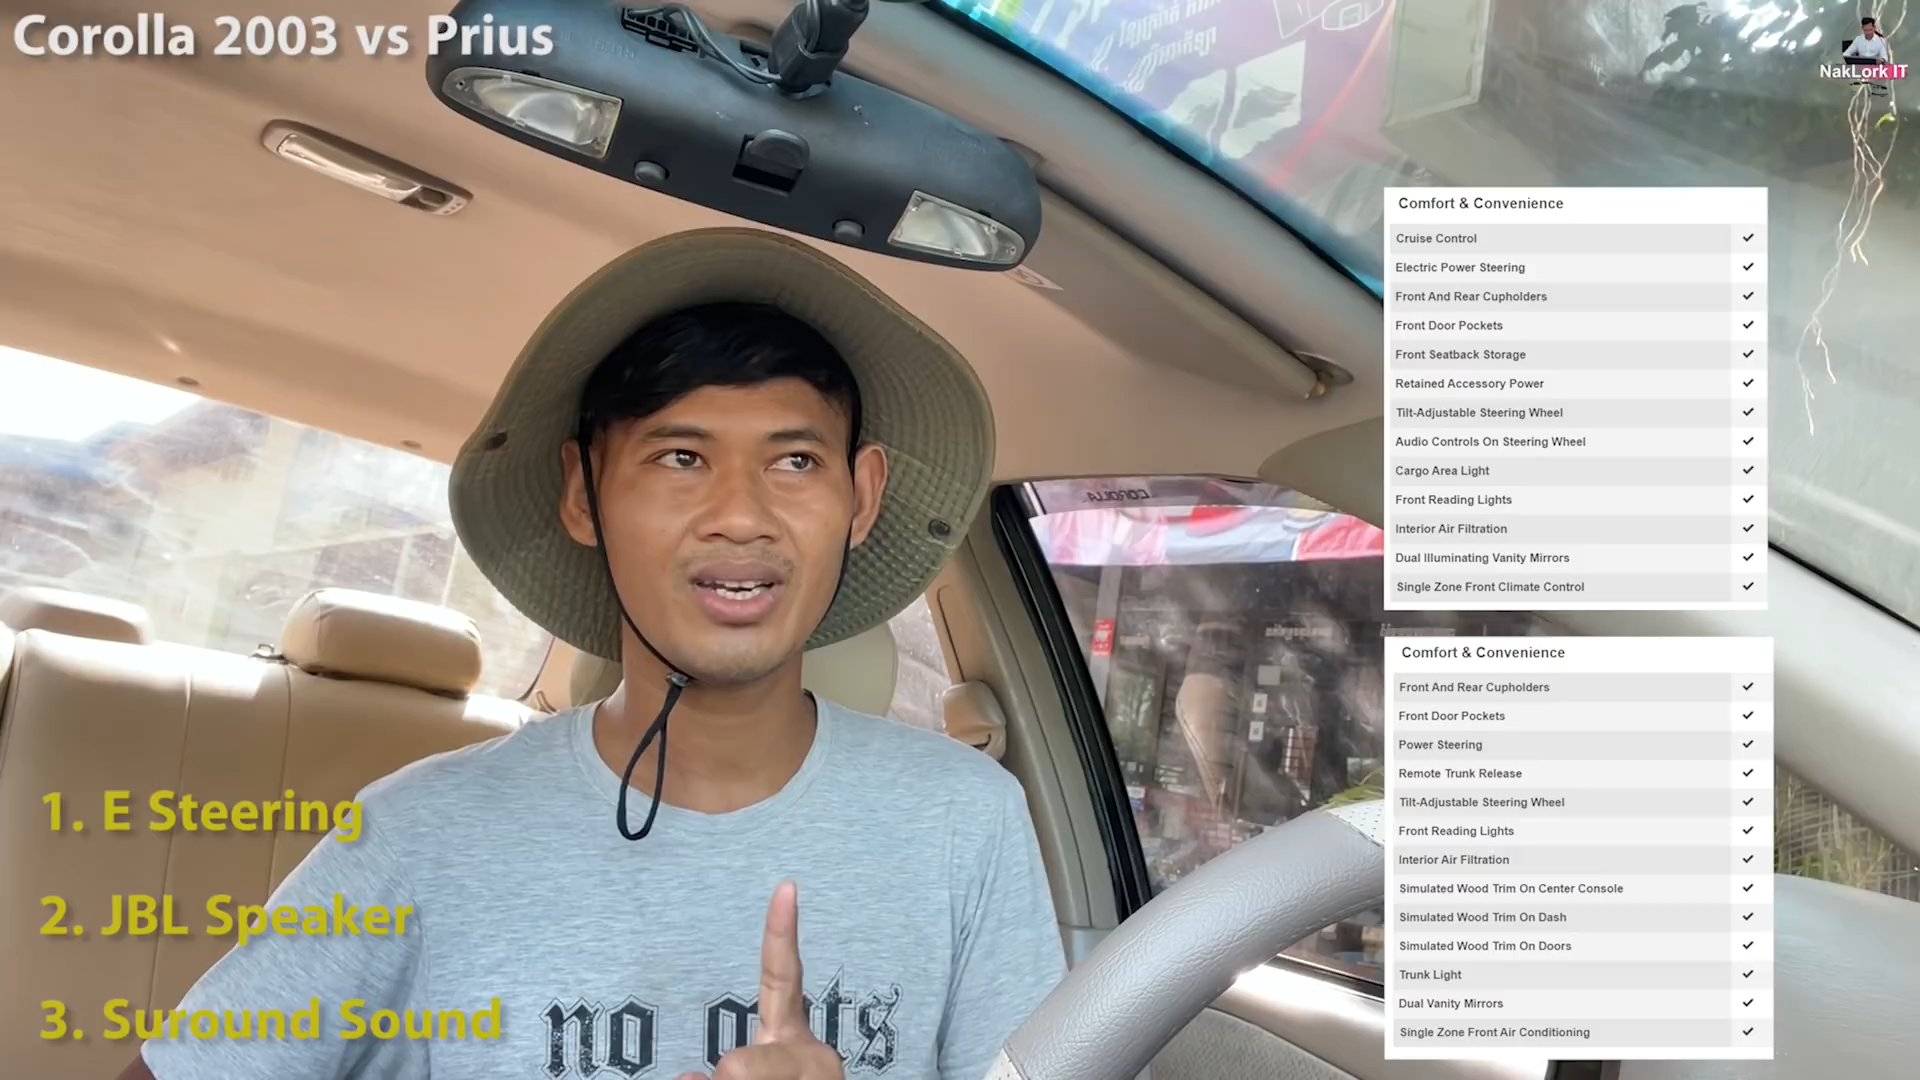 Corolla 2003 vs Prius
NakLork IT
Comfort & Convenience
Cruise Control
Electric Power Steering
Front And Rear Cupholders
Front Door Pockets
Front Seatback Storage
Retained Accessory Power
Tilt-Adjustable Steering Wheel
Audio Controls On Steering Wheel
Cargo Area Light
Front Reading Lights
Interior Air Filtration
Dual Illuminating Vanity Mirrors
Single Zone Front Climate Control
COROLLA
Comfort & Convenience
Front And Rear Cupholders
Front Door Pockets
Power Steering
Remote Trunk Release
Tilt-Adjustable Steering Wheel
Front Reading Lights
Interior Air Filtration
Simulated Wood Trim On Center Console
Simulated Wood Trim On Dash
Simulated Wood Trim On Doors
Trunk Light
Dual Vanity Mirrors
Single Zone Front Air Conditioning
1. E Steering
2. JBL Speaker
3. Suround Sound
no